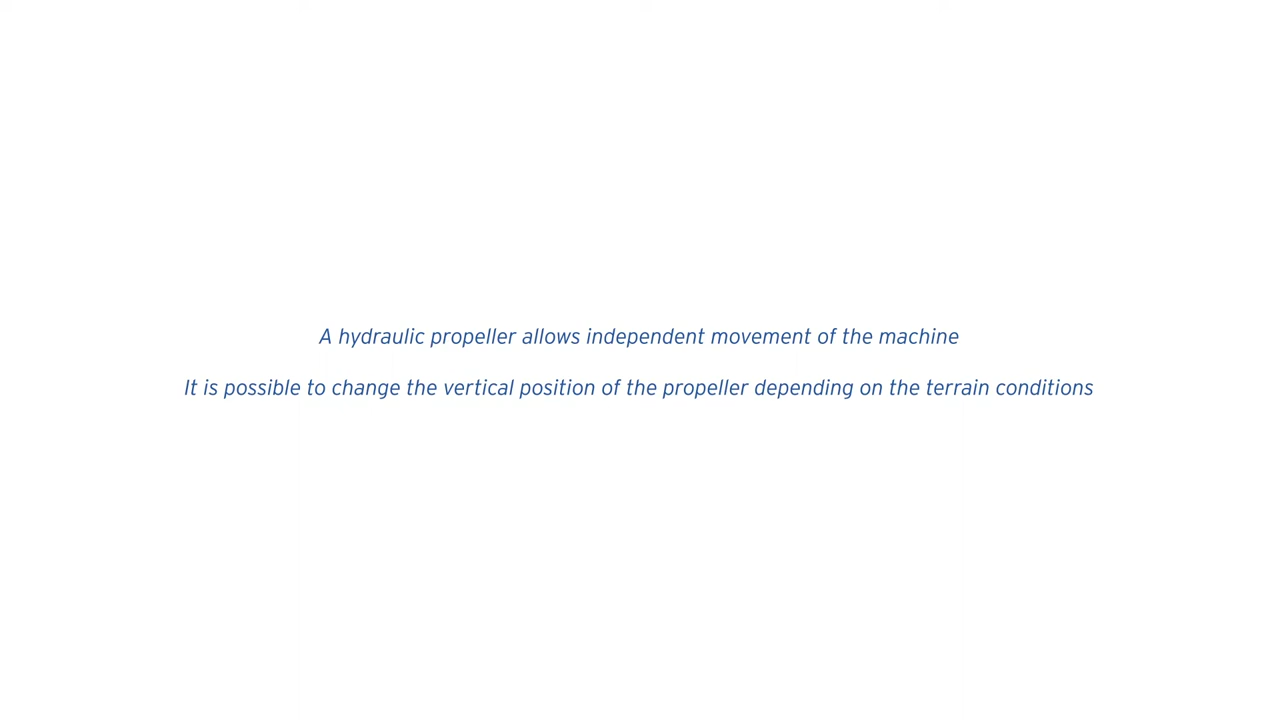 A hydraulic propeller allows independent movement of the machine
It is possible to change the vertical position of the propeller depending on the terrain conditions